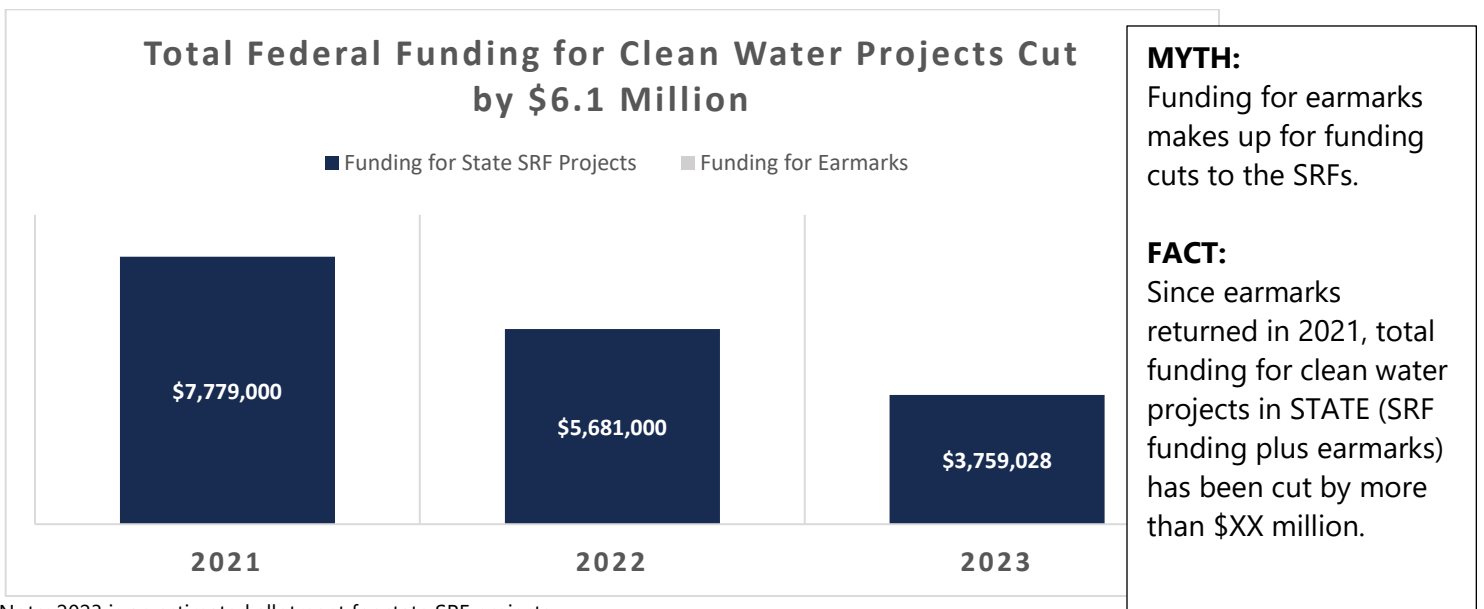 Total Federal Funding for Clean Water Projects Cut
by $6.1 Million
Funding for State SRF Projects
Funding for Earmarks
$7,779,000
$5,681,000
$3,759,028
2021
2022
2023
MYTH:
Funding for earmarks
makes up for funding
cuts to the SRFs.
FACT:
Since earmarks
returned in 2021, total
funding for clean water
projects in STATE (SRF
funding plus earmarks)
has been cut by more
than $XX million.